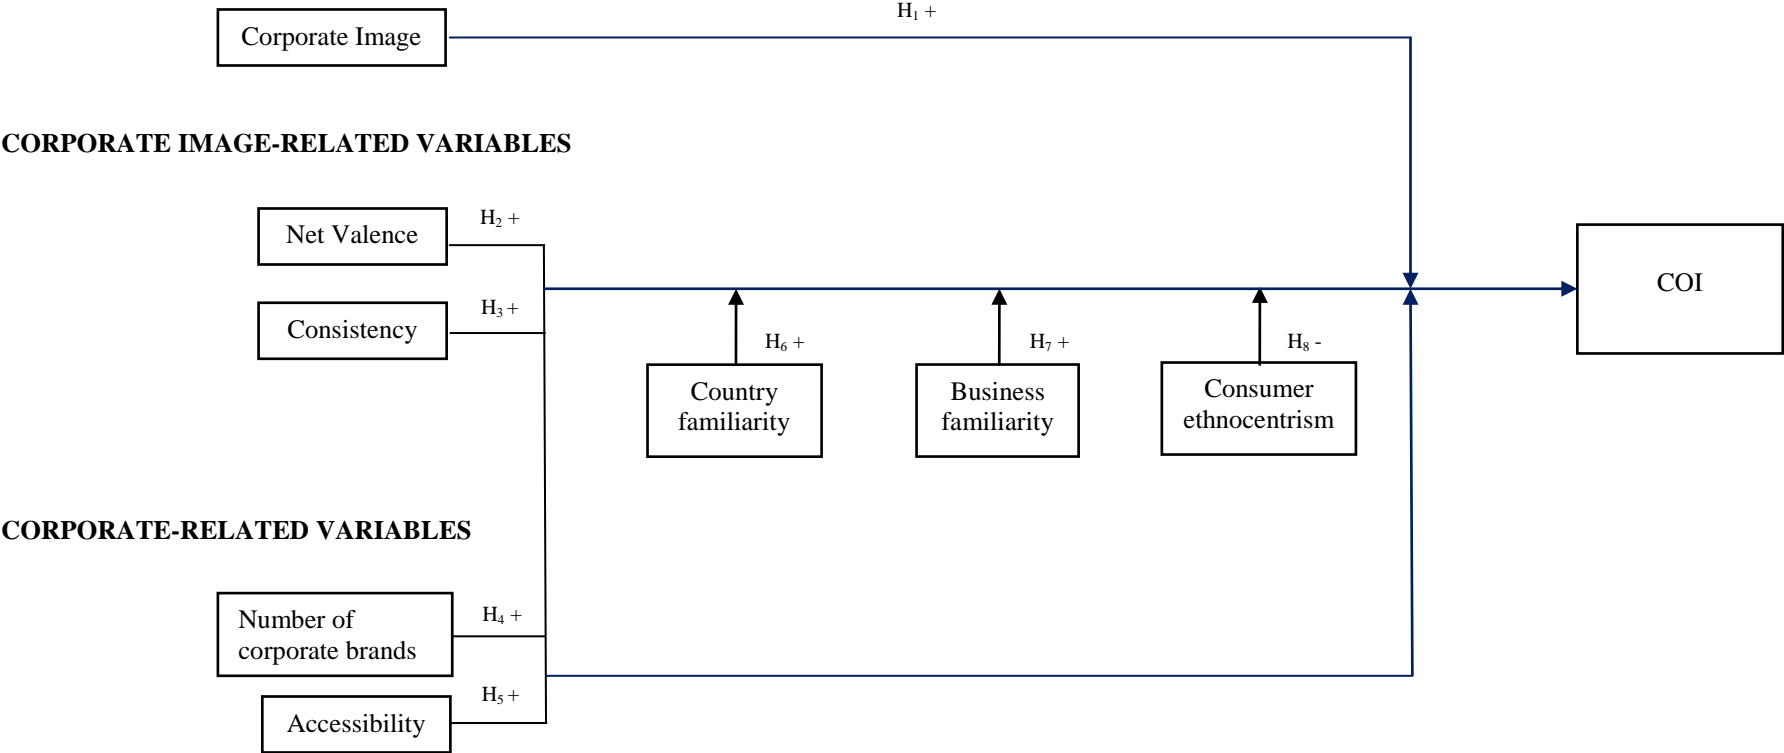 H₁ +
Corporate Image
CORPORATE IMAGE-RELATED VARIABLES
Net Valence
H₂ +
Consistency
H₃ +
COI
H₆ +
Country
familiarity
H₇ +
Business
familiarity
H₈ -
Consumer
ethnocentrism
CORPORATE-RELATED VARIABLES
Number of
corporate brands
H₄ +
Accessibility
H₅ +